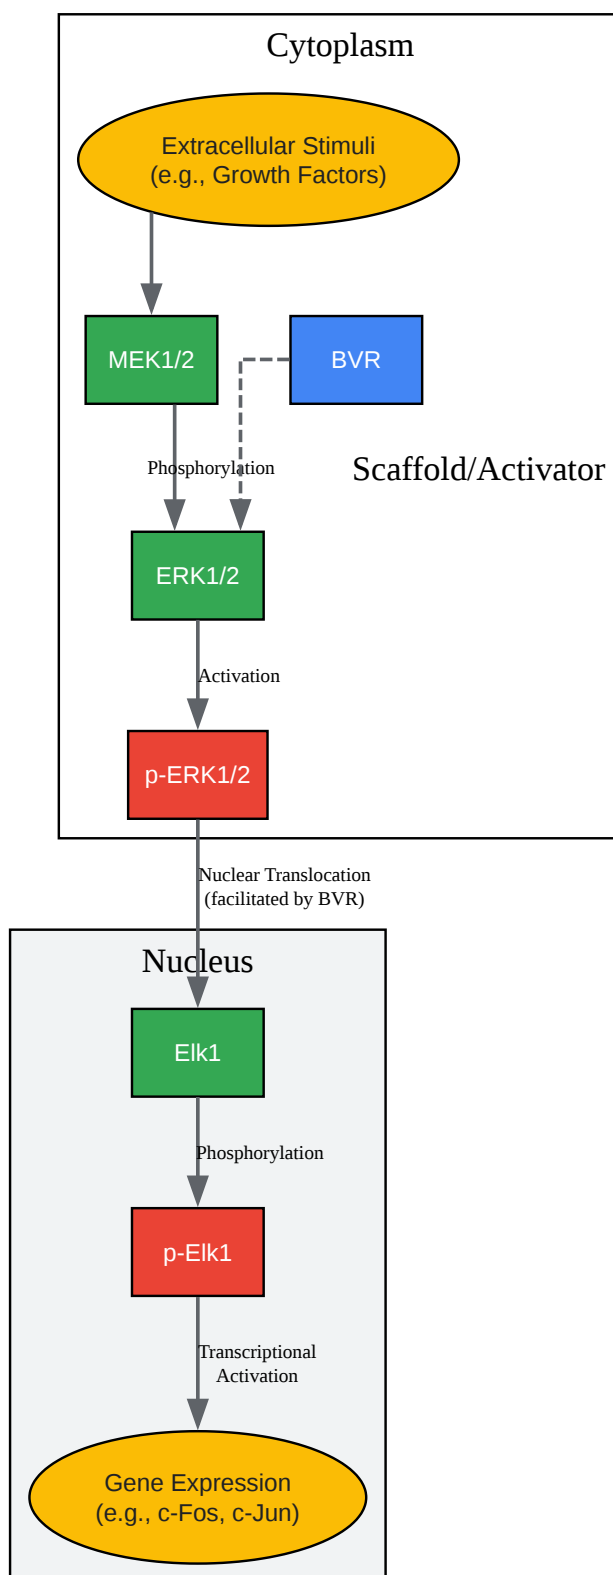 Cytoplasm
Extracellular Stimuli
(e.g., Growth Factors)
MEK1/2
BVR
Phosphorylation
Scaffold/Activator
ERK1/2
Activation
p-ERK1/2
Nuclear Translocation
(facilitated by BVR)
Nucleus
Elk1
Phosphorylation
p-Elk1
Transcriptional
Activation
Gene Expression
(e.g., c-Fos, c-Jun)